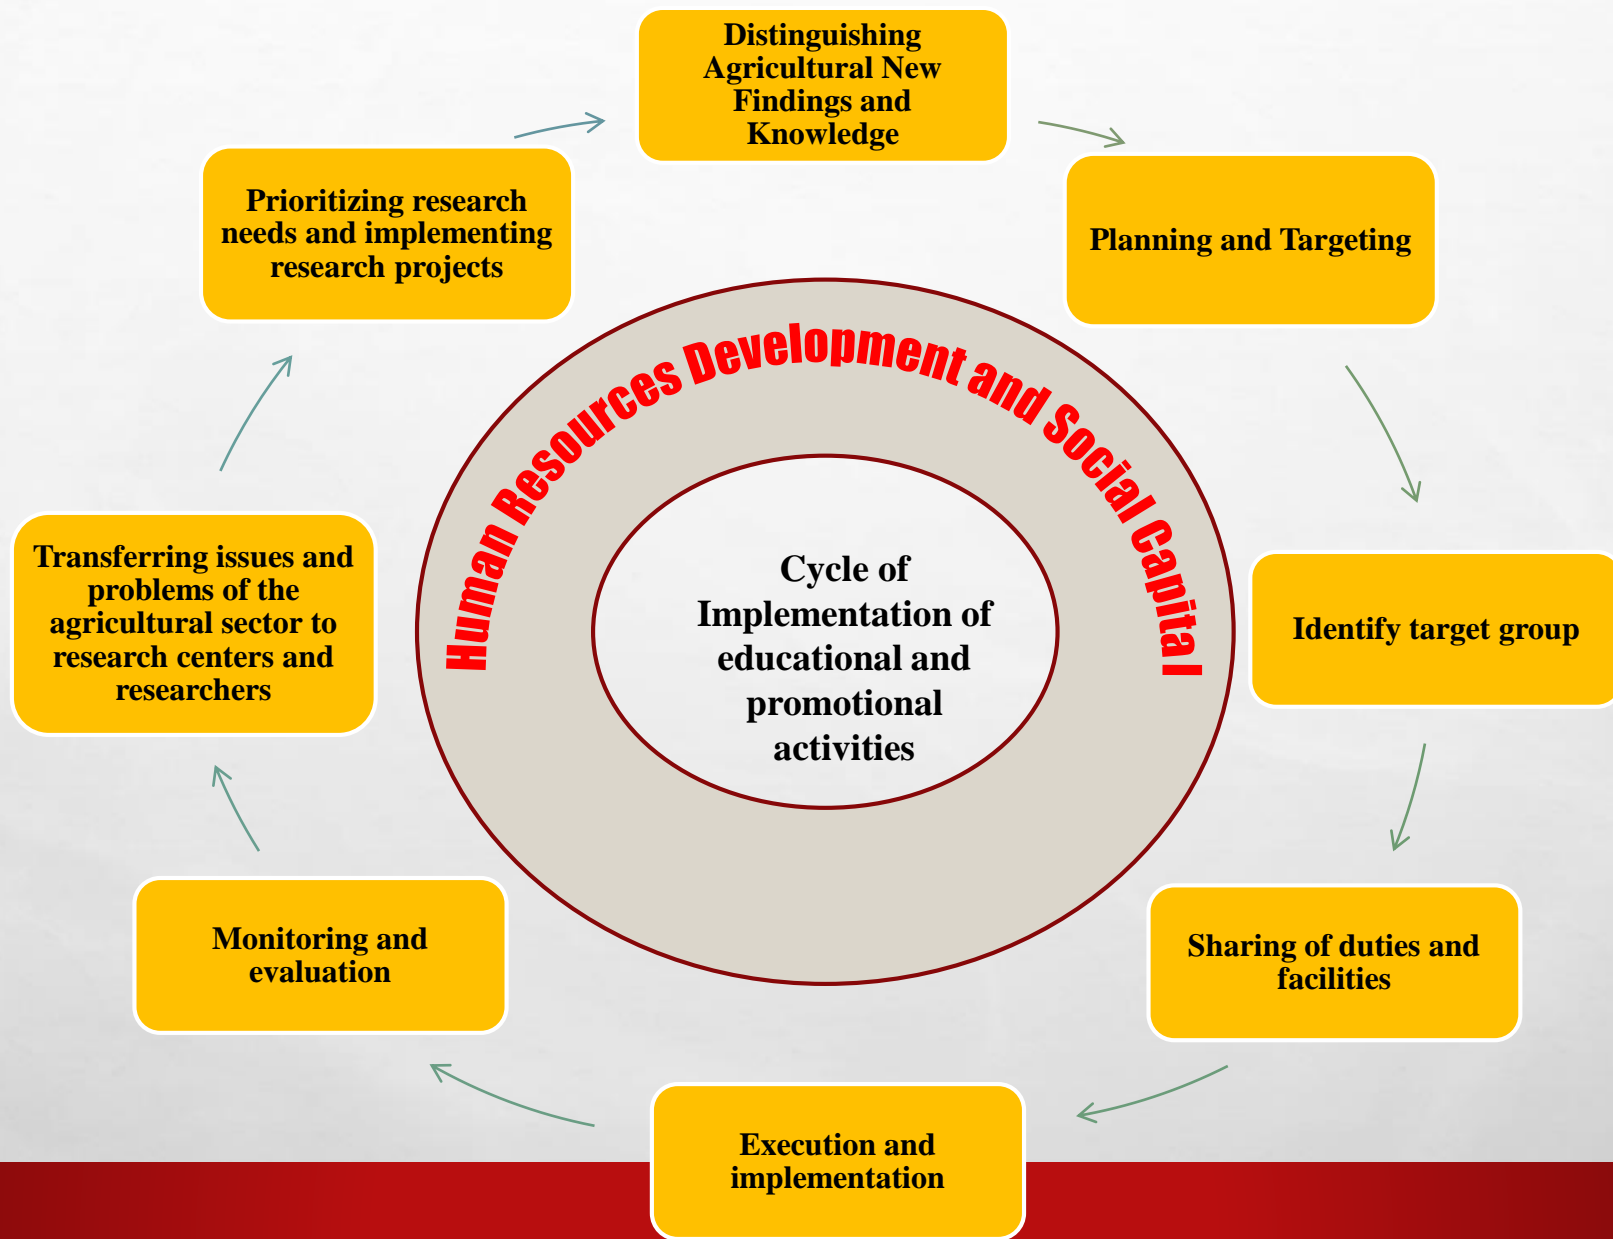 Distinguishing
Agricultural New
Findings and
Knowledge
Planning and Targeting
Identify target group
Sharing of duties and
facilities
Execution and
implementation
Monitoring and
evaluation
Transferring issues and
problems of the
agricultural sector to
research centers and
researchers
Prioritizing research
needs and implementing
research projects
Human Resources Development and Social Capital
Cycle of
Implementation of
educational and
promotional
activities